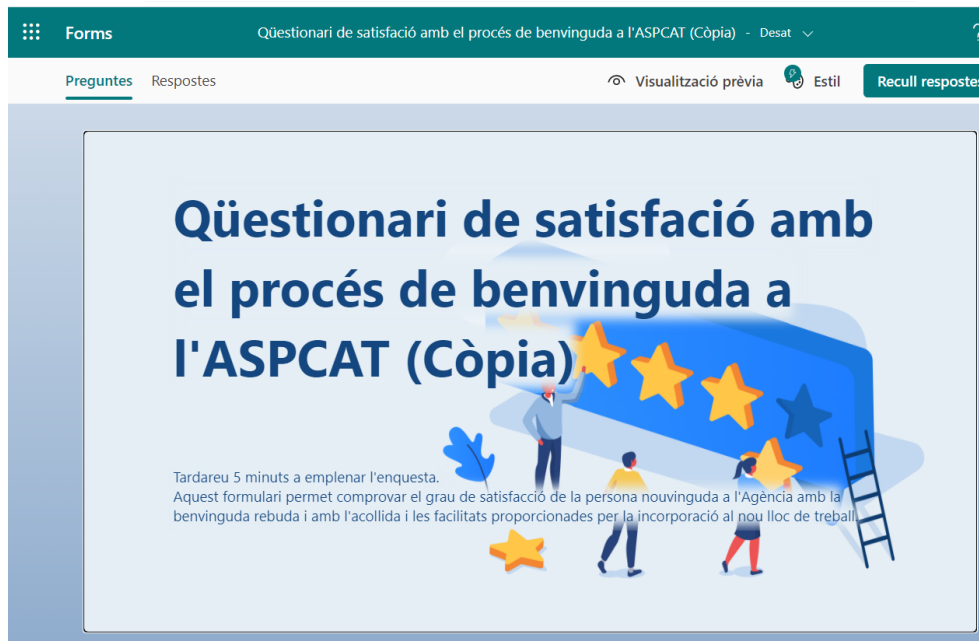 Forms
Qüestionari de satisfacció amb el procés de benvinguda a l'ASPCAT (Còpia) - Desat
?
Preguntes Respostes
Visualització prèvia Estil Recull respostes
Qüestionari de satisfació amb
el procés de benvinguda a
l'ASPCAT (Còpia)
Tardareu 5 minuts a emplenar l'enquesta.
Aquest formulari permet comprovar el grau de satisfacció de la persona nouvinguda a l'Agència amb la
benvinguda rebuda i amb l'acollida i les facilitats proporcionades per la incorporació al nou lloc de treball.